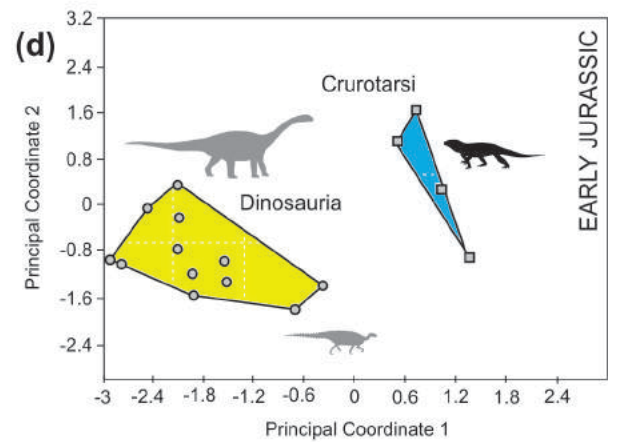 (d)
3.2
2.4
1.6
0.8
0
-0.8
-1.6
-2.4
Principal Coordinate 2
Crurotarsi
Dinosauria
EARLY JURASSIC
-3 -2.4 -1.8 -1.2 -0.6 0 0.6 1.2 1.8 2.4
Principal Coordinate 1